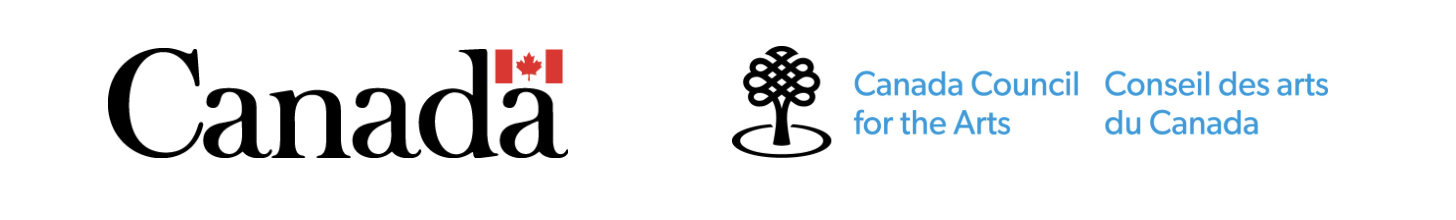 Canada
Canada Council
for the Arts
Conseil des arts
du Canada